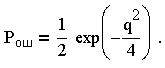 Pош = 1/2 exp(−q²/4) .